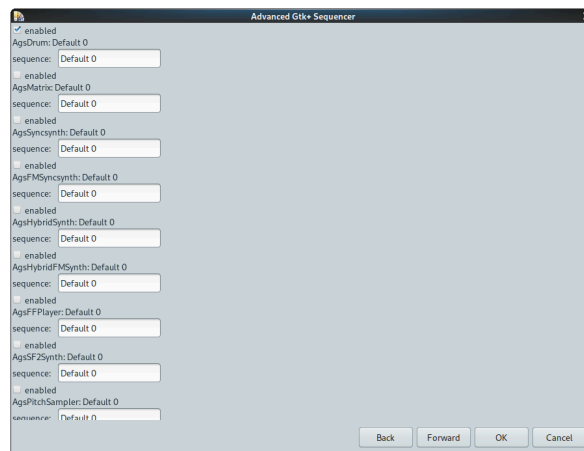 Advanced Gtk+ Sequencer
enabled
AgsDrum: Default 0
sequence: Default 0
enabled
AgsMatrix: Default 0
sequence: Default 0
enabled
AgsSyncsynth: Default 0
sequence: Default 0
enabled
AgsFMSyncsynth: Default 0
sequence: Default 0
enabled
AgsHybridSynth: Default 0
sequence: Default 0
enabled
AgsHybridFMSynth: Default 0
sequence: Default 0
enabled
AgsFFPlayer: Default 0
sequence: Default 0
enabled
AgsSF2Synth: Default 0
sequence: Default 0
enabled
AgsPitchSampler: Default 0
sequence: Default 0
Back Forward OK Cancel